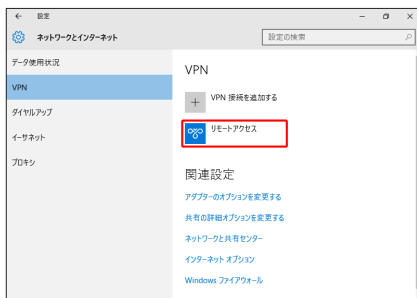 設定
ネットワークとインターネット
設定の検索
データ使用状況
VPN
ダイヤルアップ
イーサネット
プロキシ
VPN
VPN 接続を追加する
リモートアクセス
関連設定
アダプターのオプションを変更する
共有の詳細オプションを変更する
ネットワークと共有センター
インターネット オプション
Windows ファイアウォール